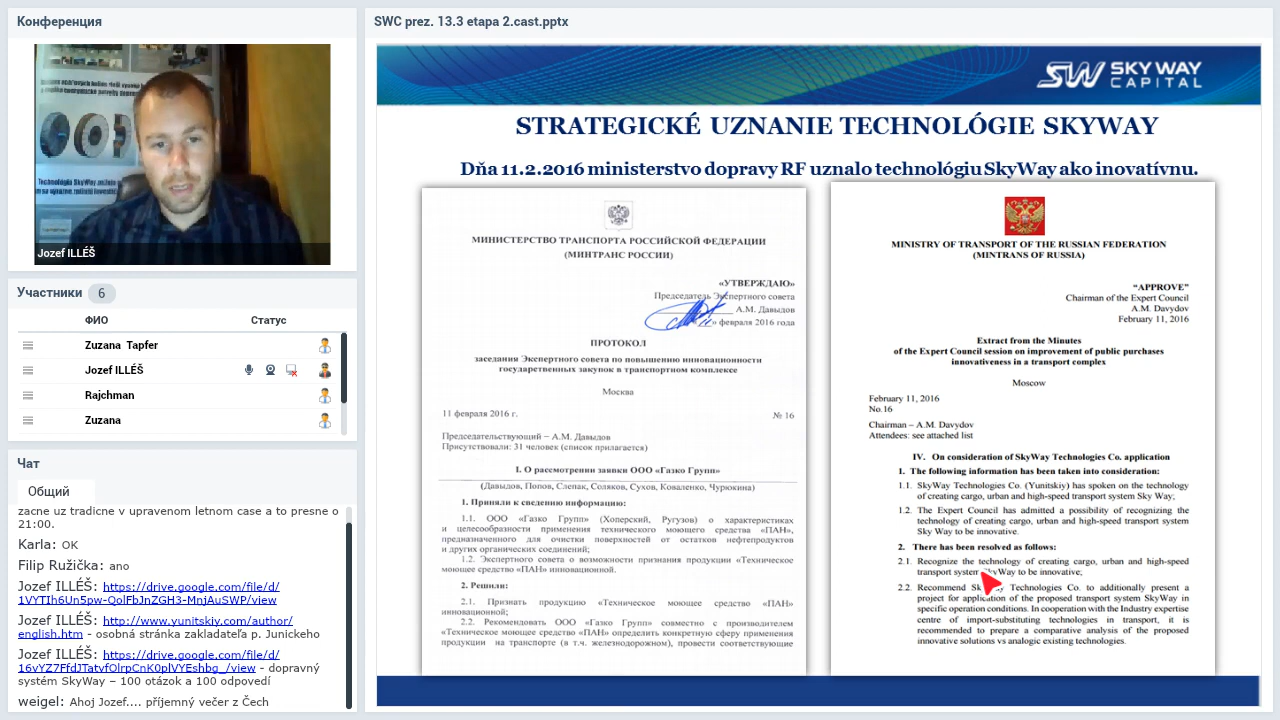 Конференция
Technológia SkyWay
Jozef ILLÉŠ
Участники 6
ФИО Статус
Zuzana Tapfer
Jozef ILLÉŠ
Rajchman
Zuzana
Чат
Общий
zacne uz tradicne v upravenom letnom case a to presne o
21:00.
Karla: OK
Filip Ružička: ano
Jozef ILLÉŠ: https://drive.google.com/file/d/
1VYTIh6Un5pw-QolFbJnZGH3-MnjAuSWP/view
Jozef ILLÉŠ: http://www.yunitskiy.com/author/
english.htm - osobná stránka zakladateľa p. Junickeho
Jozef ILLÉŠ: https://drive.google.com/file/d/
16vYZ7FfdJTatvfOlrpCnK0plVYEshbg_/view - dopravný
systém SkyWay – 100 otázok a 100 odpovedí
weigel: Ahoj Jozef.... příjemný večer z Čech
SWC prez. 13.3 etapa 2.cast.pptx
SW SKY WAY
CAPITAL
STRATEGICKÉ UZNANIE TECHNOLÓGIE SKYWAY
Dňa 11.2.2016 ministerstvo dopravy RF uznalo technológiu SkyWay ako inovatívnu.
МИНИСТЕРСТВО ТРАНСПОРТА РОССИЙСКОЙ ФЕДЕРАЦИИ
(МИНТРАНС РОССИИ)
«УТВЕРЖДАЮ»
Председатель Экспертного совета
А.М. Давыдов
» февраля 2016 года
ПРОТОКОЛ
заседания Экспертного совета по повышению инновационности
государственных закупок в транспортном комплексе
Москва
11 февраля 2016 г. № 16
Председательствующий – А.М. Давыдов
Присутствовали: 31 человек (список прилагается)
I. О рассмотрении заявки ООО «Газко Групп»
(Давыдов, Попов, Слепак, Соляков, Сухов, Коваленко, Чурюкина)
1. Приняли к сведению информацию:
1.1. ООО «Газко Групп» (Хоперский, Ругузов) о характеристиках
и целесообразности применения технического моющего средства «ПАН»,
предназначенного для очистки поверхностей от остатков нефтепродуктов
и других органических соединений;
1.2. Экспертного совета о возможности признания продукции «Техническое
моющее средство «ПАН» инновационной.
2. Решили:
2.1. Признать продукцию «Техническое моющее средство «ПАН»
инновационной;
2.2. Рекомендовать ООО «Газко Групп» совместно с производителем
«Техническое моющее средство «ПАН» определить конкретную сферу применения
продукции на транспорте (в т.ч. железнодорожном), провести соответствующие
MINISTRY OF TRANSPORT OF THE RUSSIAN FEDERATION
(MINTRANS OF RUSSIA)
“APPROVE”
Chairman of the Expert Council
A.M. Davydov
February 11, 2016
Extract from the Minutes
of the Expert Council session on improvement of public purchases
innovativeness in a transport complex
Moscow
February 11, 2016
No.16
Chairman – A.M. Davydov
Attendees: see attached list
IV. On consideration of SkyWay Technologies Co. application
1. The following information has been taken into consideration:
1.1. SkyWay Technologies Co. (Yunitskiy) has spoken on the technology
of creating cargo, urban and high-speed transport system Sky Way;
1.2. The Expert Council has admitted a possibility of recognizing the
technology of creating cargo, urban and high-speed transport system
Sky Way to be innovative.
2. There has been resolved as follows:
2.1. Recognize the technology of creating cargo, urban and high-speed
transport system SkyWay to be innovative;
2.2. Recommend SkyWay Technologies Co. to additionally present a
project for application of the proposed transport system SkyWay in
specific operation conditions. In cooperation with the Industry expertise
centre of import-substituting technologies in transport, it is
recommended to prepare a comparative analysis of the proposed
innovative solutions vs analogic existing technologies.